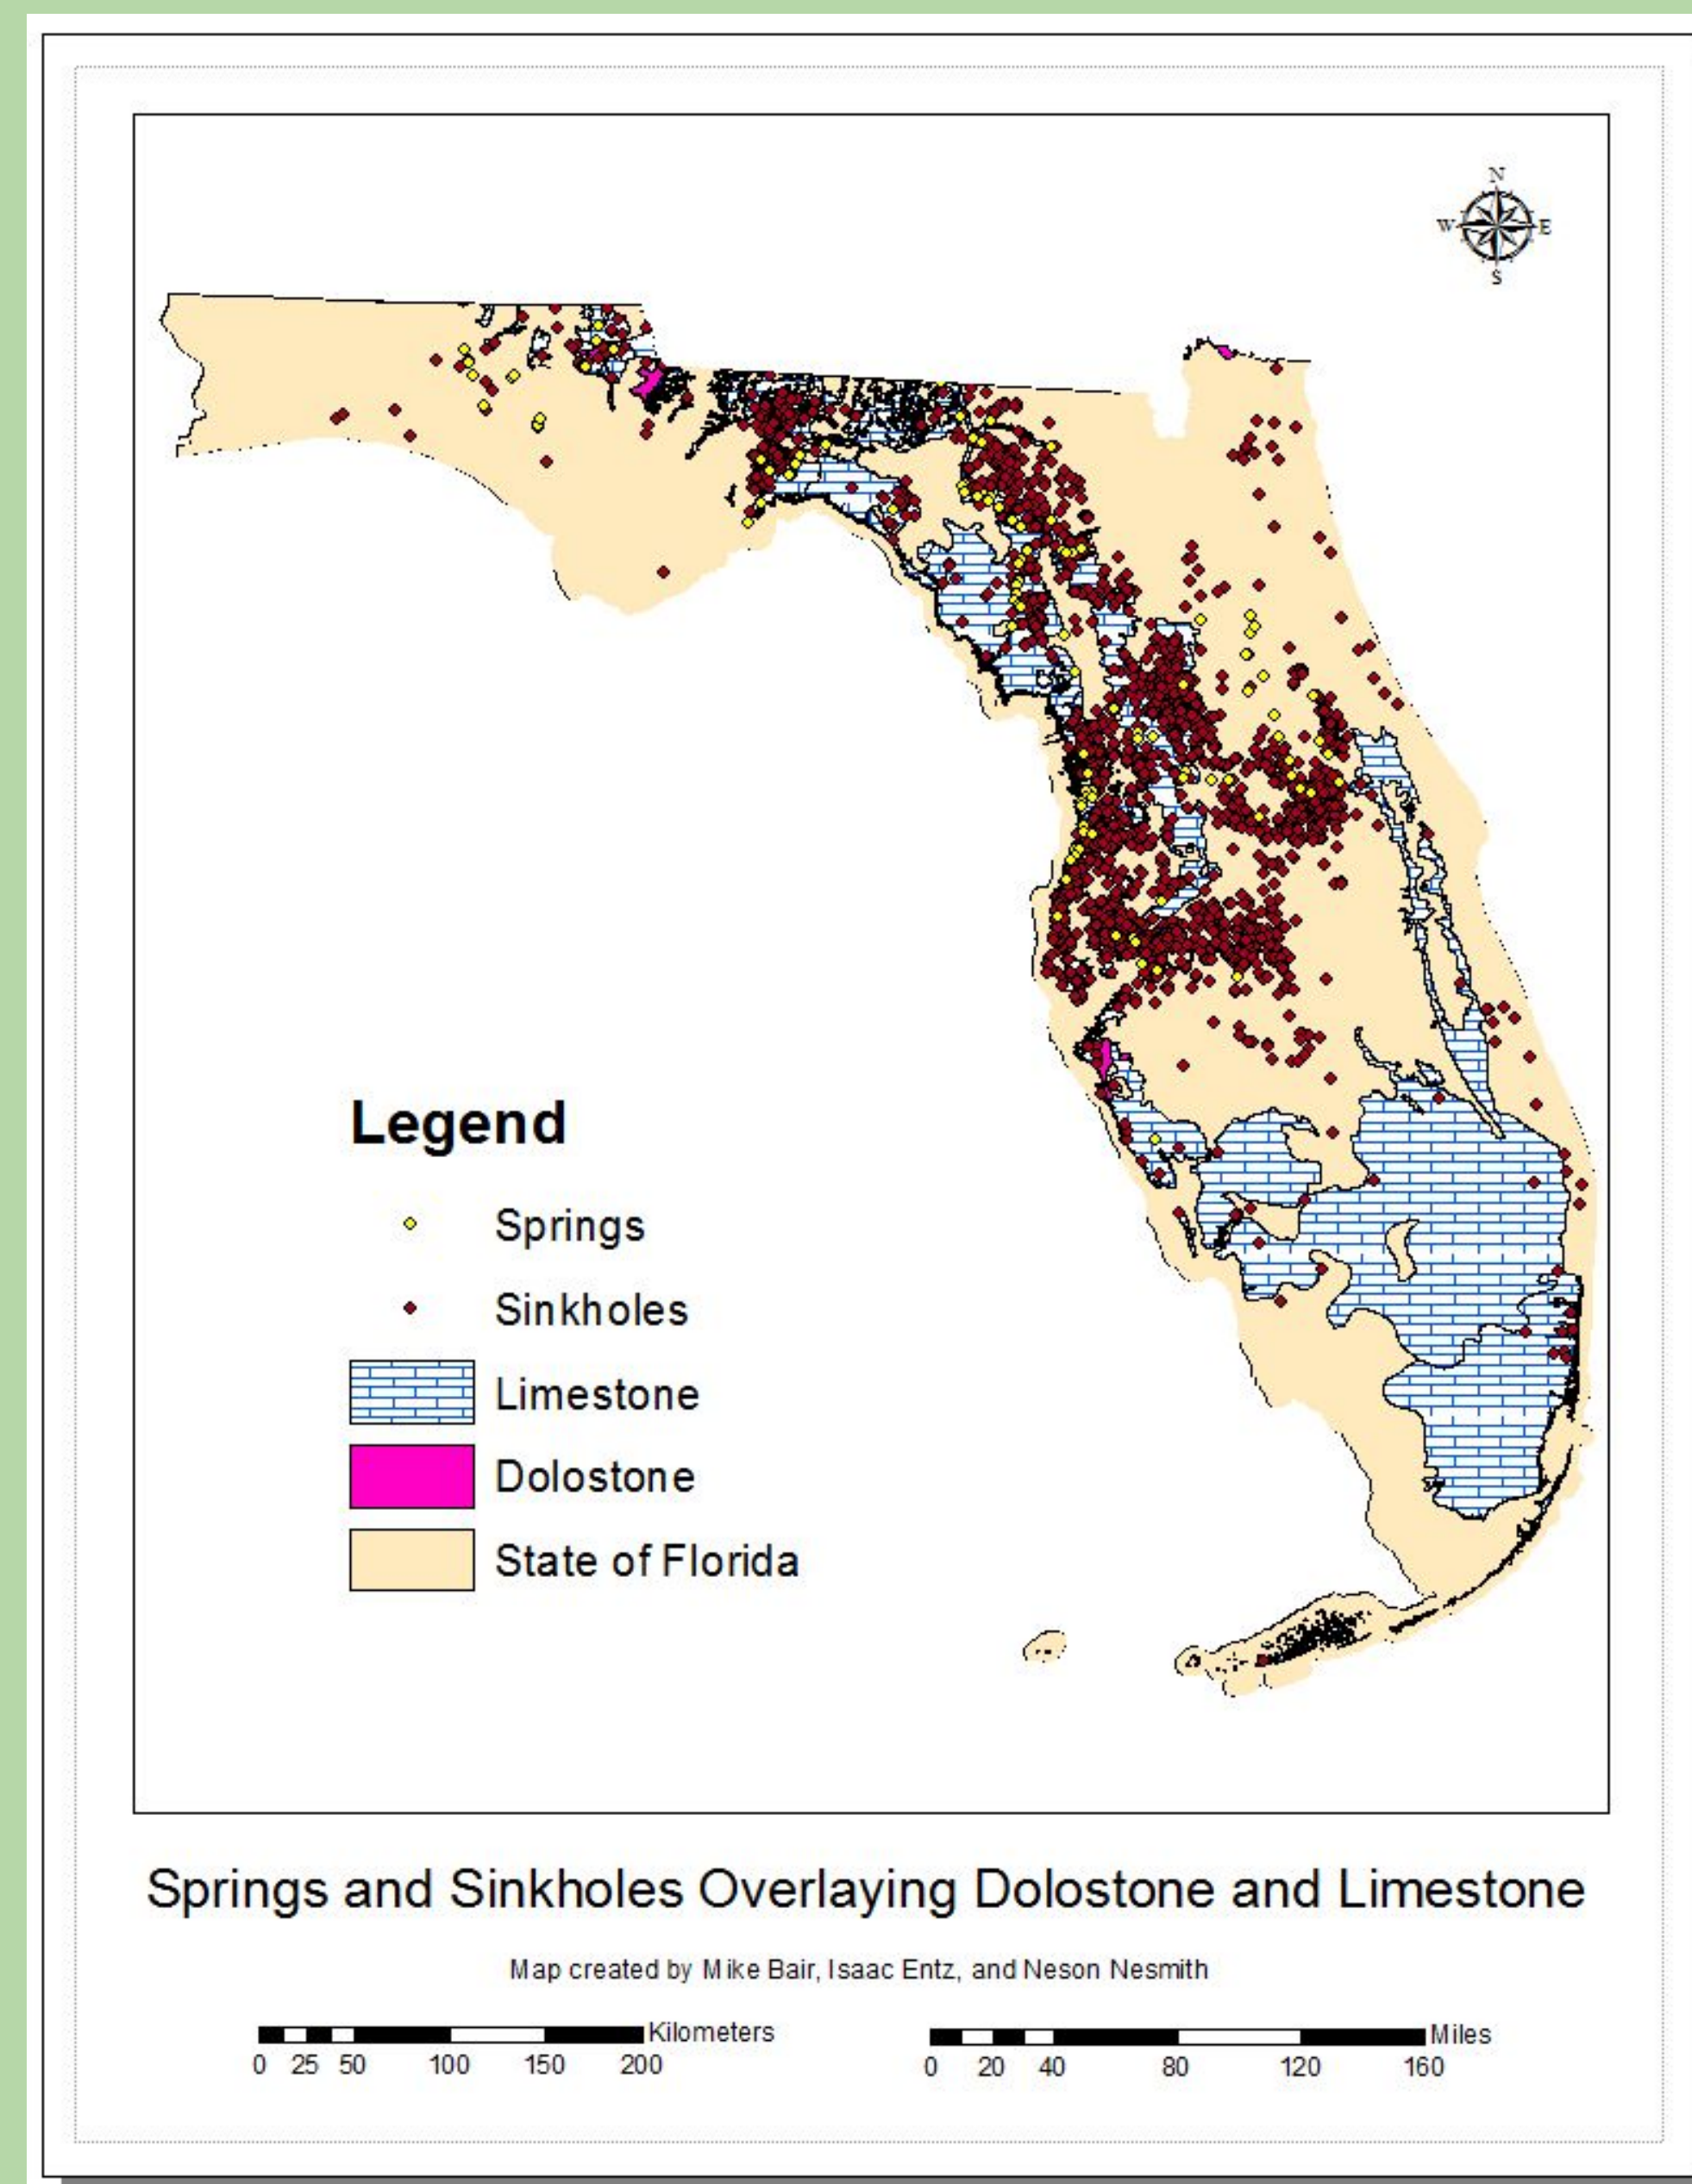 N
W E
S
Legend
Springs
Sinkholes
Limestone
Dolostone
State of Florida
Springs and Sinkholes Overlaying Dolostone and Limestone
Map created by Mike Bair, Isaac Entz, and Neson Nesmith
Kilometers
0 25 50 100 150 200
Miles
0 20 40 80 120 160